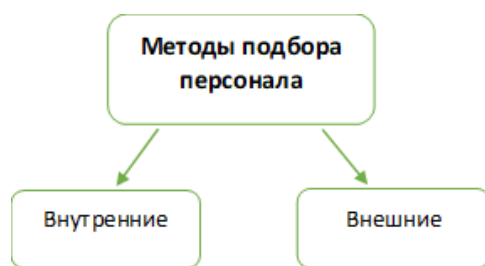 Методы подбора
персонала
Внутренние
Внешние